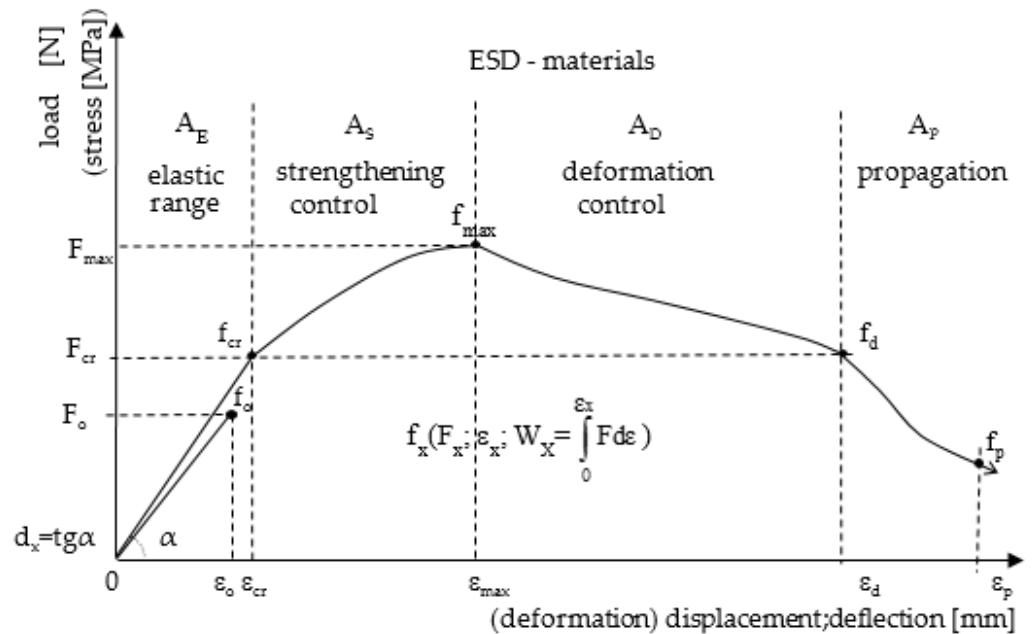 load [N]
(stress [MPa])
ESD - materials
A_E
A_S
A_D
A_P
elastic
range
strengthening
control
deformation
control
propagation
f_max
F_max
f_cr
f_d
F_cr
f_o
F_o
f_x(F_x; ε_x; W_X= ∫_0^εx Fdε)
f_p
d_x=tgα
α
0
ε_o
ε_cr
ε_max
ε_d
ε_p
(deformation) displacement;deflection [mm]